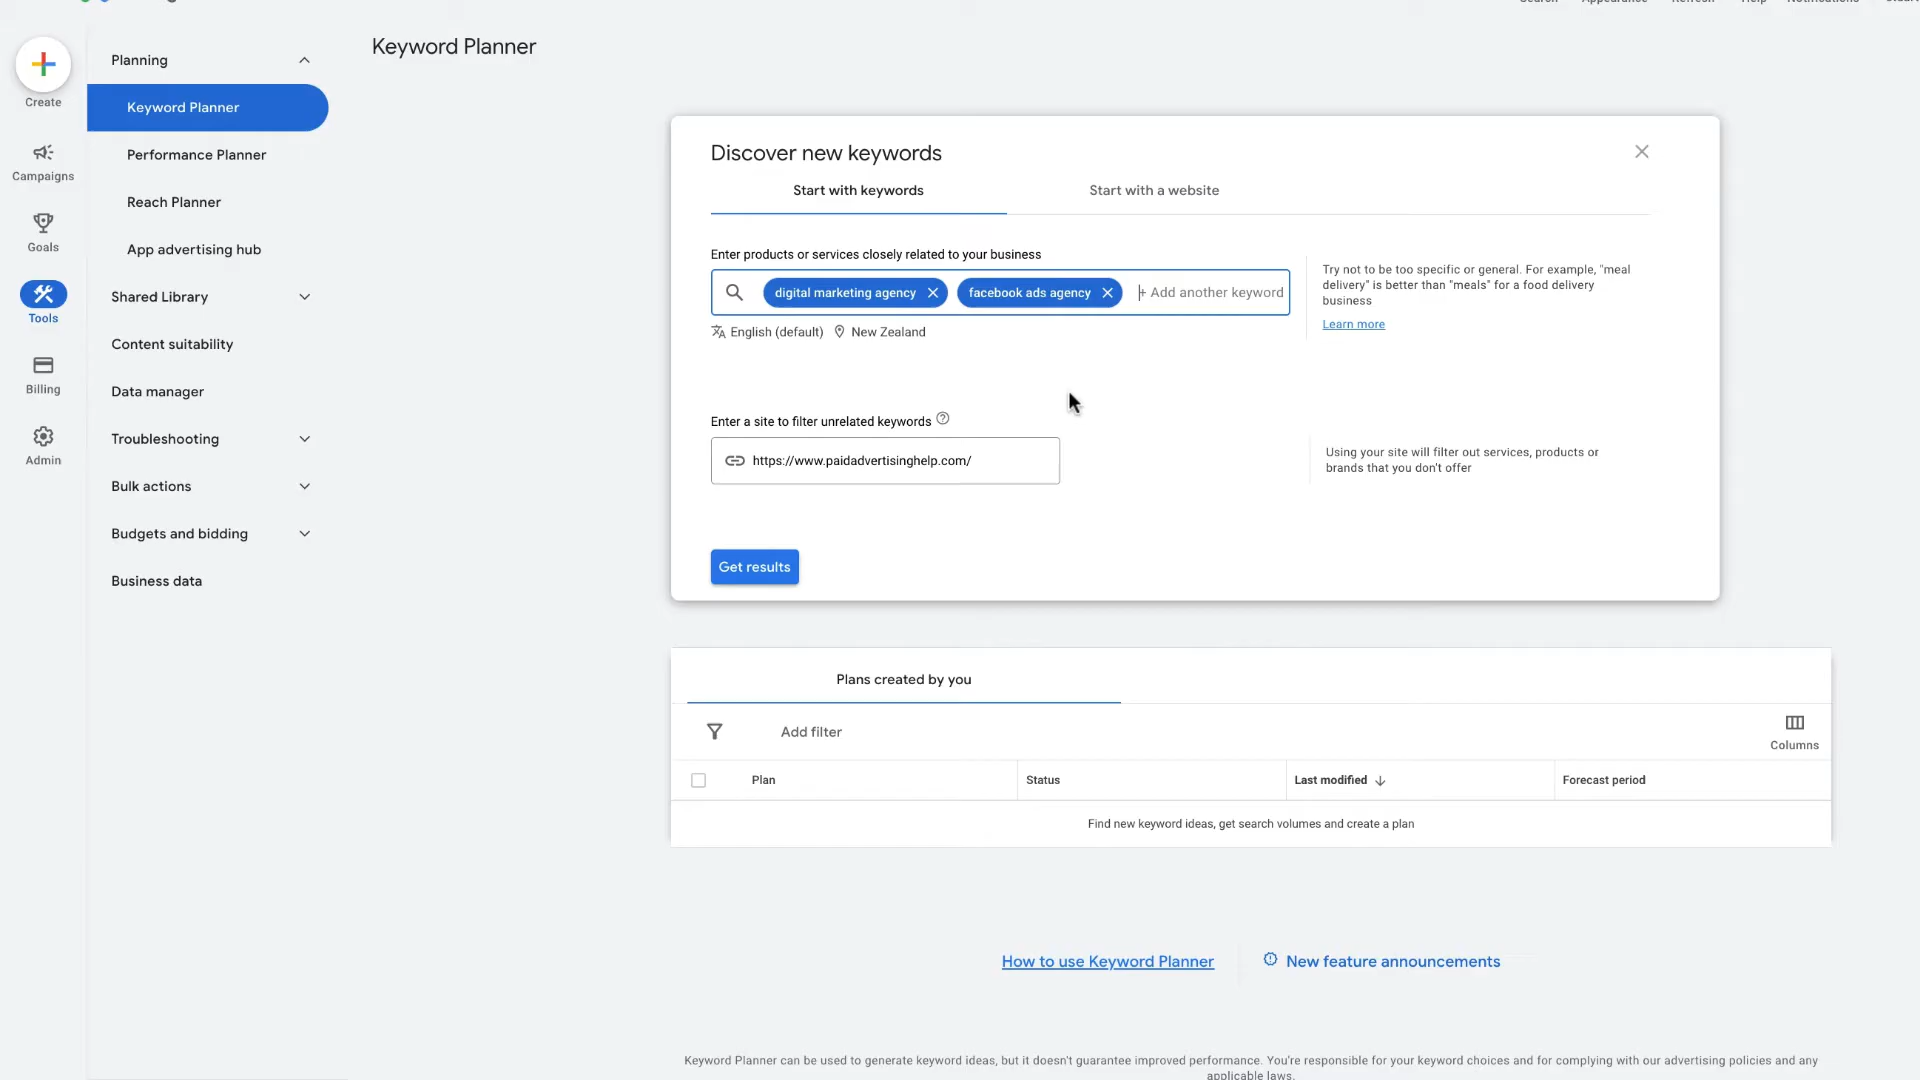 Search Appearance Refresh Help Notifications
Create
Campaigns
Goals
Tools
Billing
Admin
Planning
Keyword Planner
Performance Planner
Reach Planner
App advertising hub
Shared Library
Content suitability
Data manager
Troubleshooting
Bulk actions
Budgets and bidding
Business data
Keyword Planner
Discover new keywords
Start with keywords
Start with a website
Enter products or services closely related to your business
digital marketing agency
facebook ads agency
+ Add another keyword
English (default)
New Zealand
Try not to be too specific or general. For example, "meal
delivery" is better than "meals" for a food delivery
business
Learn more
Enter a site to filter unrelated keywords
https://www.paidadvertisinghelp.com/
Using your site will filter out services, products or
brands that you don't offer
Get results
Plans created by you
Add filter
Columns
Plan
Status
Last modified
Forecast period
Find new keyword ideas, get search volumes and create a plan
How to use Keyword Planner
New feature announcements
Keyword Planner can be used to generate keyword ideas, but it doesn't guarantee improved performance. You're responsible for your keyword choices and for complying with our advertising policies and any
applicable laws.